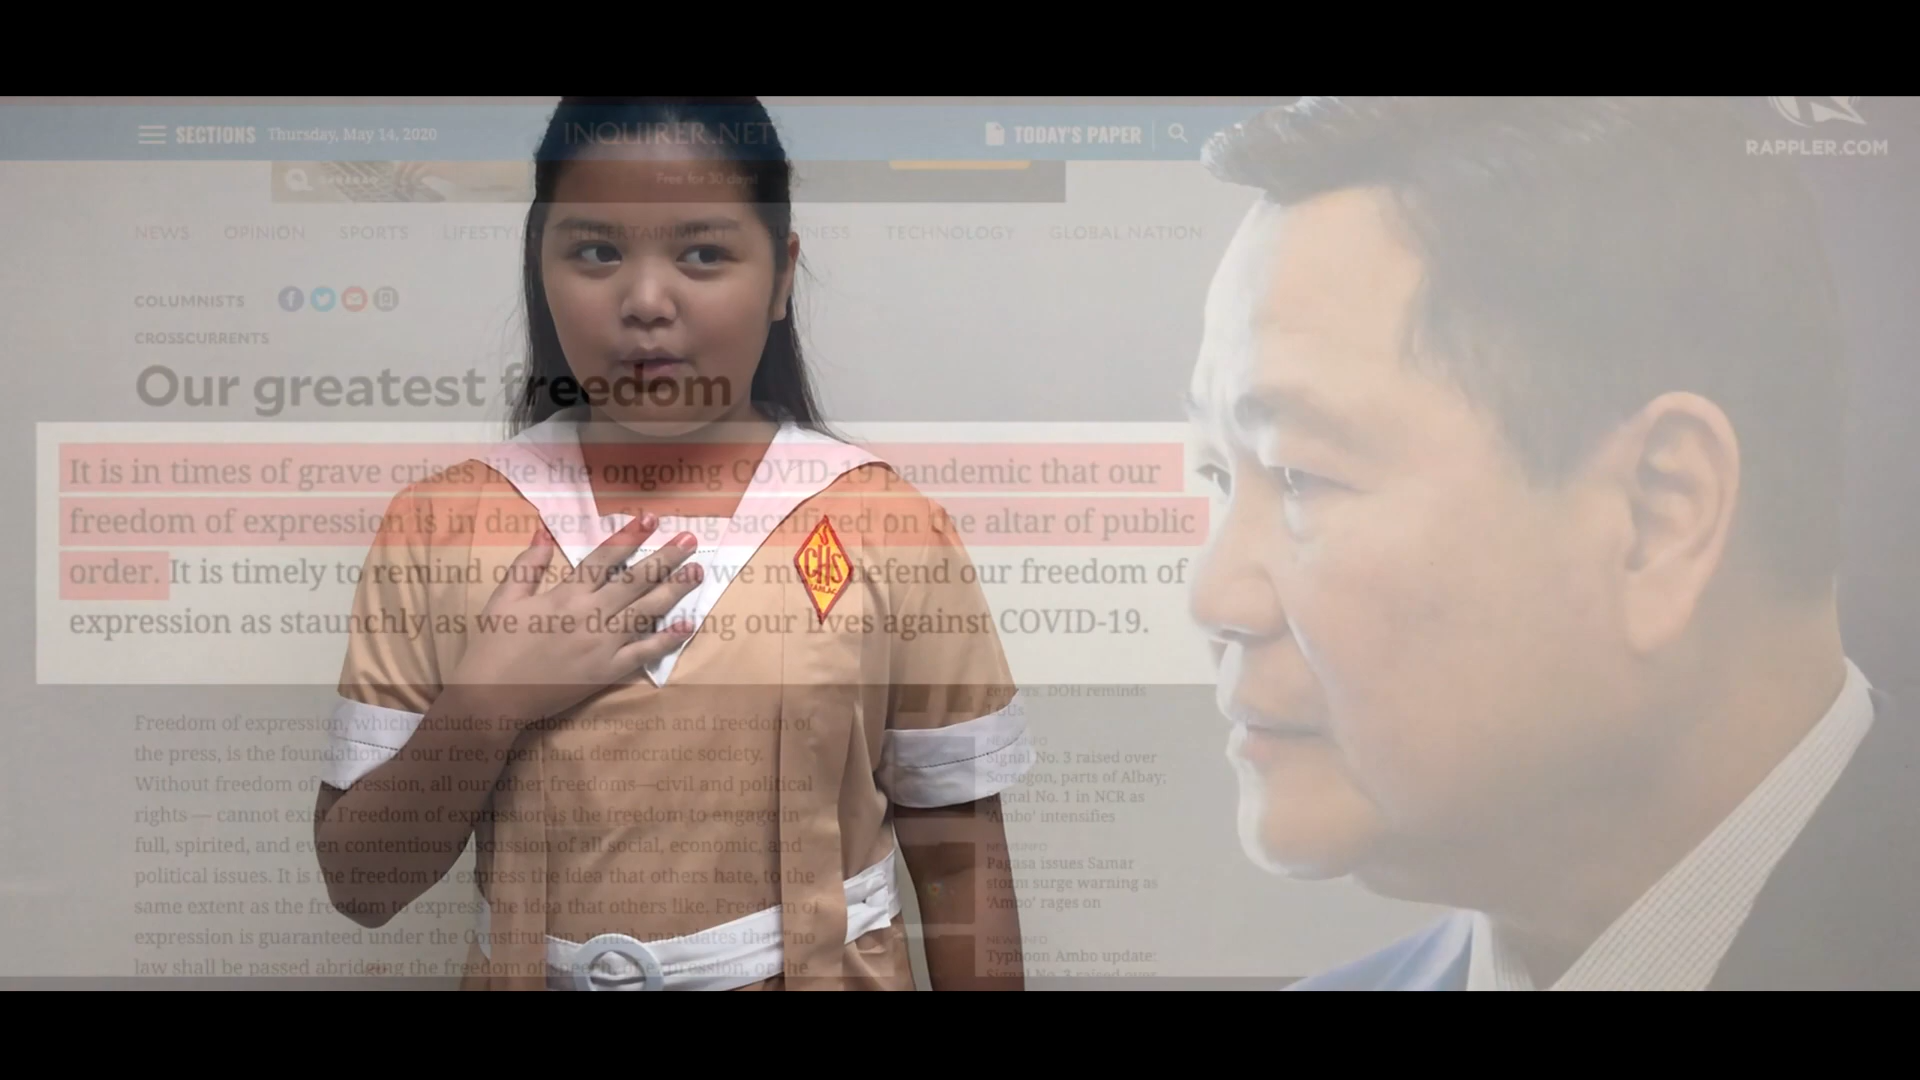 SECTIONS Thursday, May 14, 2020 INQUIRER.NET TODAY'S PAPER
RAPPLER.COM
Free for 30 days!
NEWS OPINION SPORTS LIFESTYLE ENTERTAINMENT BUSINESS TECHNOLOGY GLOBAL NATION
COLUMNISTS
CROSSCURRENTS
Our greatest freedom
It is in times of grave crises like the ongoing COVID-19 pandemic that our
freedom of expression is in danger of being sacrificed on the altar of public
order. It is timely to remind ourselves that we must defend our freedom of
expression as staunchly as we are defending our lives against COVID-19.
CHS
TARLAC
Freedom of expression, which includes freedom of speech and freedom of
the press, is the foundation of our free, open, and democratic society.
Without freedom of expression, all our other freedoms—civil and political
rights — cannot exist. Freedom of expression is the freedom to engage in
full, spirited, and even contentious discussion of all social, economic, and
political issues. It is the freedom to express the idea that others hate, to the
same extent as the freedom to express the idea that others like. Freedom of
expression is guaranteed under the Constitution, which mandates that "no
law shall be passed abridging the freedom of speech, of expression, or the
centers, DOH reminds
LGUs
NEWSINFO
Signal No. 3 raised over
Sorsogon, parts of Albay;
Signal No. 1 in NCR as
'Ambo' intensifies
NEWSINFO
Pagasa issues Samar
storm surge warning as
'Ambo' rages on
NEWSINFO
Typhoon Ambo update:
Signal No. 3 raised over